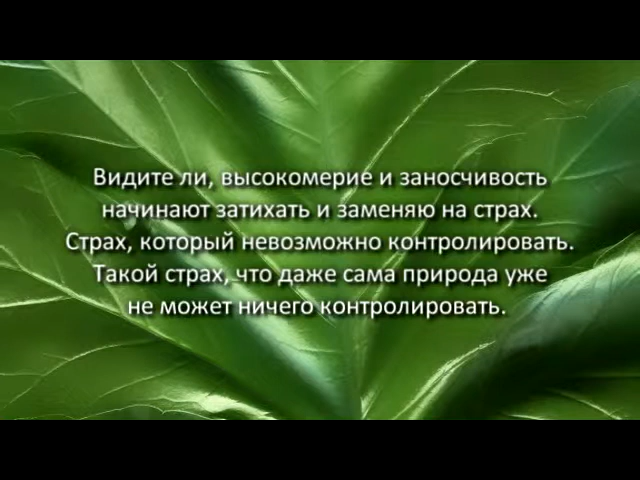 Видите ли, высокомерие и заносчивость
начинают затихать и заменяю на страх.
Страх, который невозможно контролировать.
Такой страх, что даже сама природа уже
не может ничего контролировать.